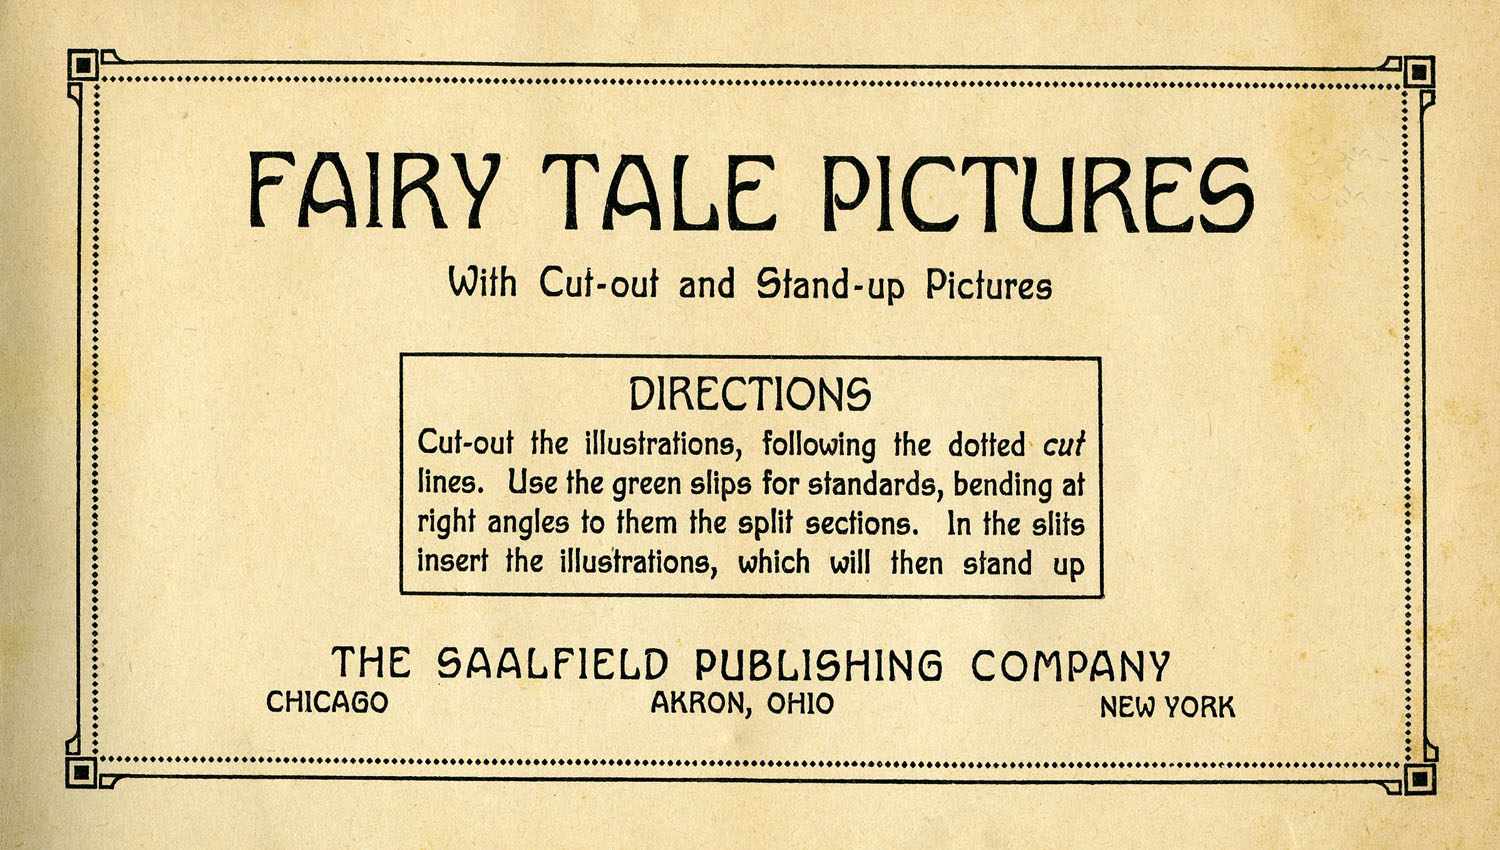 FAIRY TALE PICTURES
With Cut-out and Stand-up Pictures
DIRECTIONS
Cut-out the illustrations, following the dotted cut
lines. Use the green slips for standards, bending at
right angles to them the split sections. In the slits
insert the illustrations, which will then stand up
THE SAALFIELD PUBLISHING COMPANY
CHICAGO AKRON, OHIO NEW YORK